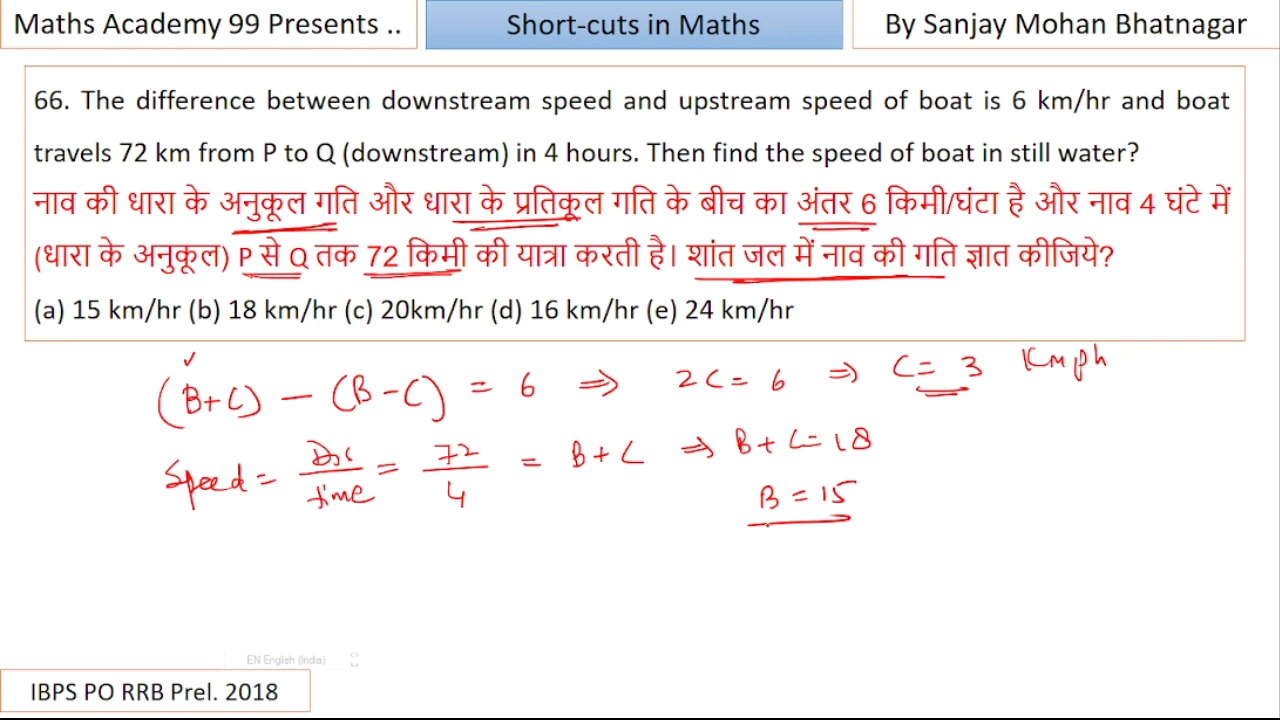 Maths Academy 99 Presents ..
Short-cuts in Maths
By Sanjay Mohan Bhatnagar
66. The difference between downstream speed and upstream speed of boat is 6 km/hr and boat
travels 72 km from P to Q (downstream) in 4 hours. Then find the speed of boat in still water?
नाव की धारा के अनुकूल गति और धारा के प्रतिकूल गति के बीच का अंतर 6 किमी/घंटा है और नाव 4 घंटे में
(धारा के अनुकूल) P से Q तक 72 किमी की यात्रा करती है। शांत जल में नाव की गति ज्ञात कीजिये?
(a) 15 km/hr (b) 18 km/hr (c) 20km/hr (d) 16 km/hr (e) 24 km/hr
(B+C) - (B-C) = 6 ⇒ 2C = 6 ⇒ C = 3 Kmph
Speed = Dis/time = 72/4 = B+C ⇒ B+C=18
B = 15
EN English (India)
IBPS PO RRB Prel. 2018